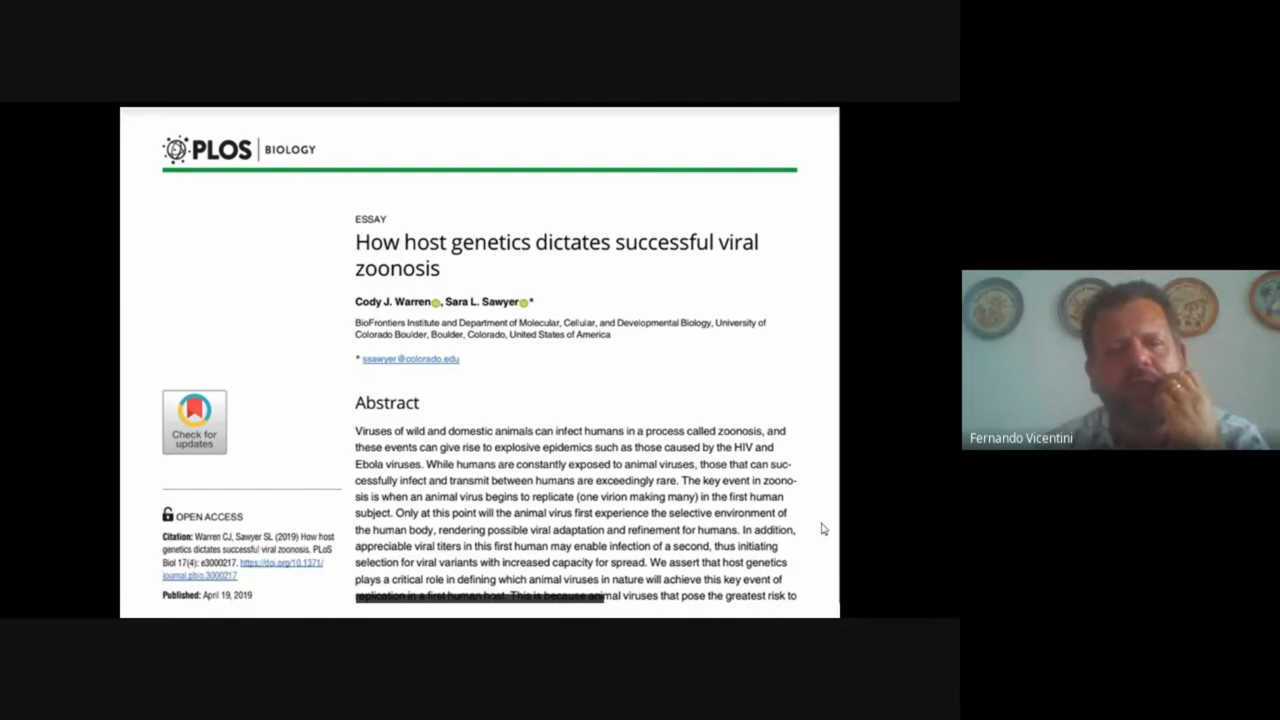 PLOS | BIOLOGY
ESSAY
How host genetics dictates successful viral
zoonosis
Cody J. Warren, Sara L. Sawyer*
BioFrontiers Institute and Department of Molecular, Cellular, and Developmental Biology, University of
Colorado Boulder, Boulder, Colorado, United States of America
* ssawyer@colorado.edu
Abstract
Viruses of wild and domestic animals can infect humans in a process called zoonosis, and
these events can give rise to explosive epidemics such as those caused by the HIV and
Ebola viruses. While humans are constantly exposed to animal viruses, those that can suc-
cessfully infect and transmit between humans are exceedingly rare. The key event in zoono-
sis is when an animal virus begins to replicate (one virion making many) in the first human
subject. Only at this point will the animal virus first experience the selective environment of
the human body, rendering possible viral adaptation and refinement for humans. In addition,
appreciable viral titers in this first human may enable infection of a second, thus initiating
selection for viral variants with increased capacity for spread. We assert that host genetics
plays a critical role in defining which animal viruses in nature will achieve this key event of
replication in a first human host. This is because animal viruses that pose the greatest risk to
Check for
updates
OPEN ACCESS
Citation: Warren CJ, Sawyer SL (2019) How host
genetics dictates successful viral zoonosis. PLoS
Biol 17(4): e3000217. https://doi.org/10.1371/
journal.pbio.3000217
Published: April 19, 2019
Fernando Vicentini